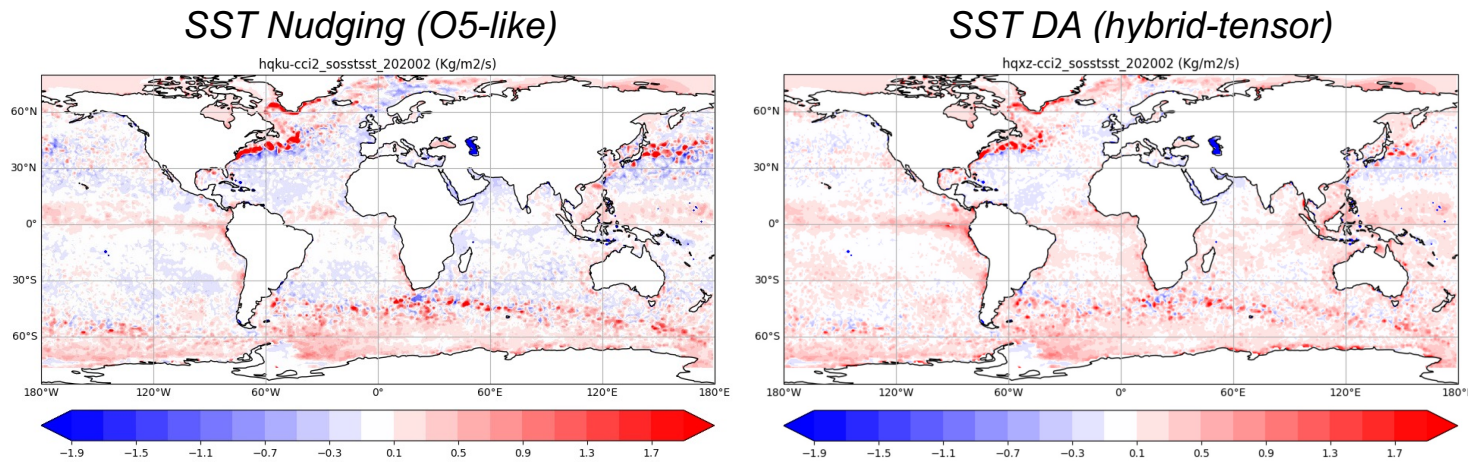 SST Nudging (O5-like)
SST DA (hybrid-tensor)
hqku-cci2_sosstsst_202002 (Kg/m2/s)
hqxz-cci2_sosstsst_202002 (Kg/m2/s)
60°N
30°N
0°
30°S
60°S
180°W 120°W 60°W 0° 60°E 120°E 180°E
−1.9 −1.5 −1.1 −0.7 −0.3 0.1 0.5 0.9 1.3 1.7
60°N
30°N
0°
30°S
60°S
180°W 120°W 60°W 0° 60°E 120°E 180°E
−1.9 −1.5 −1.1 −0.7 −0.3 0.1 0.5 0.9 1.3 1.7